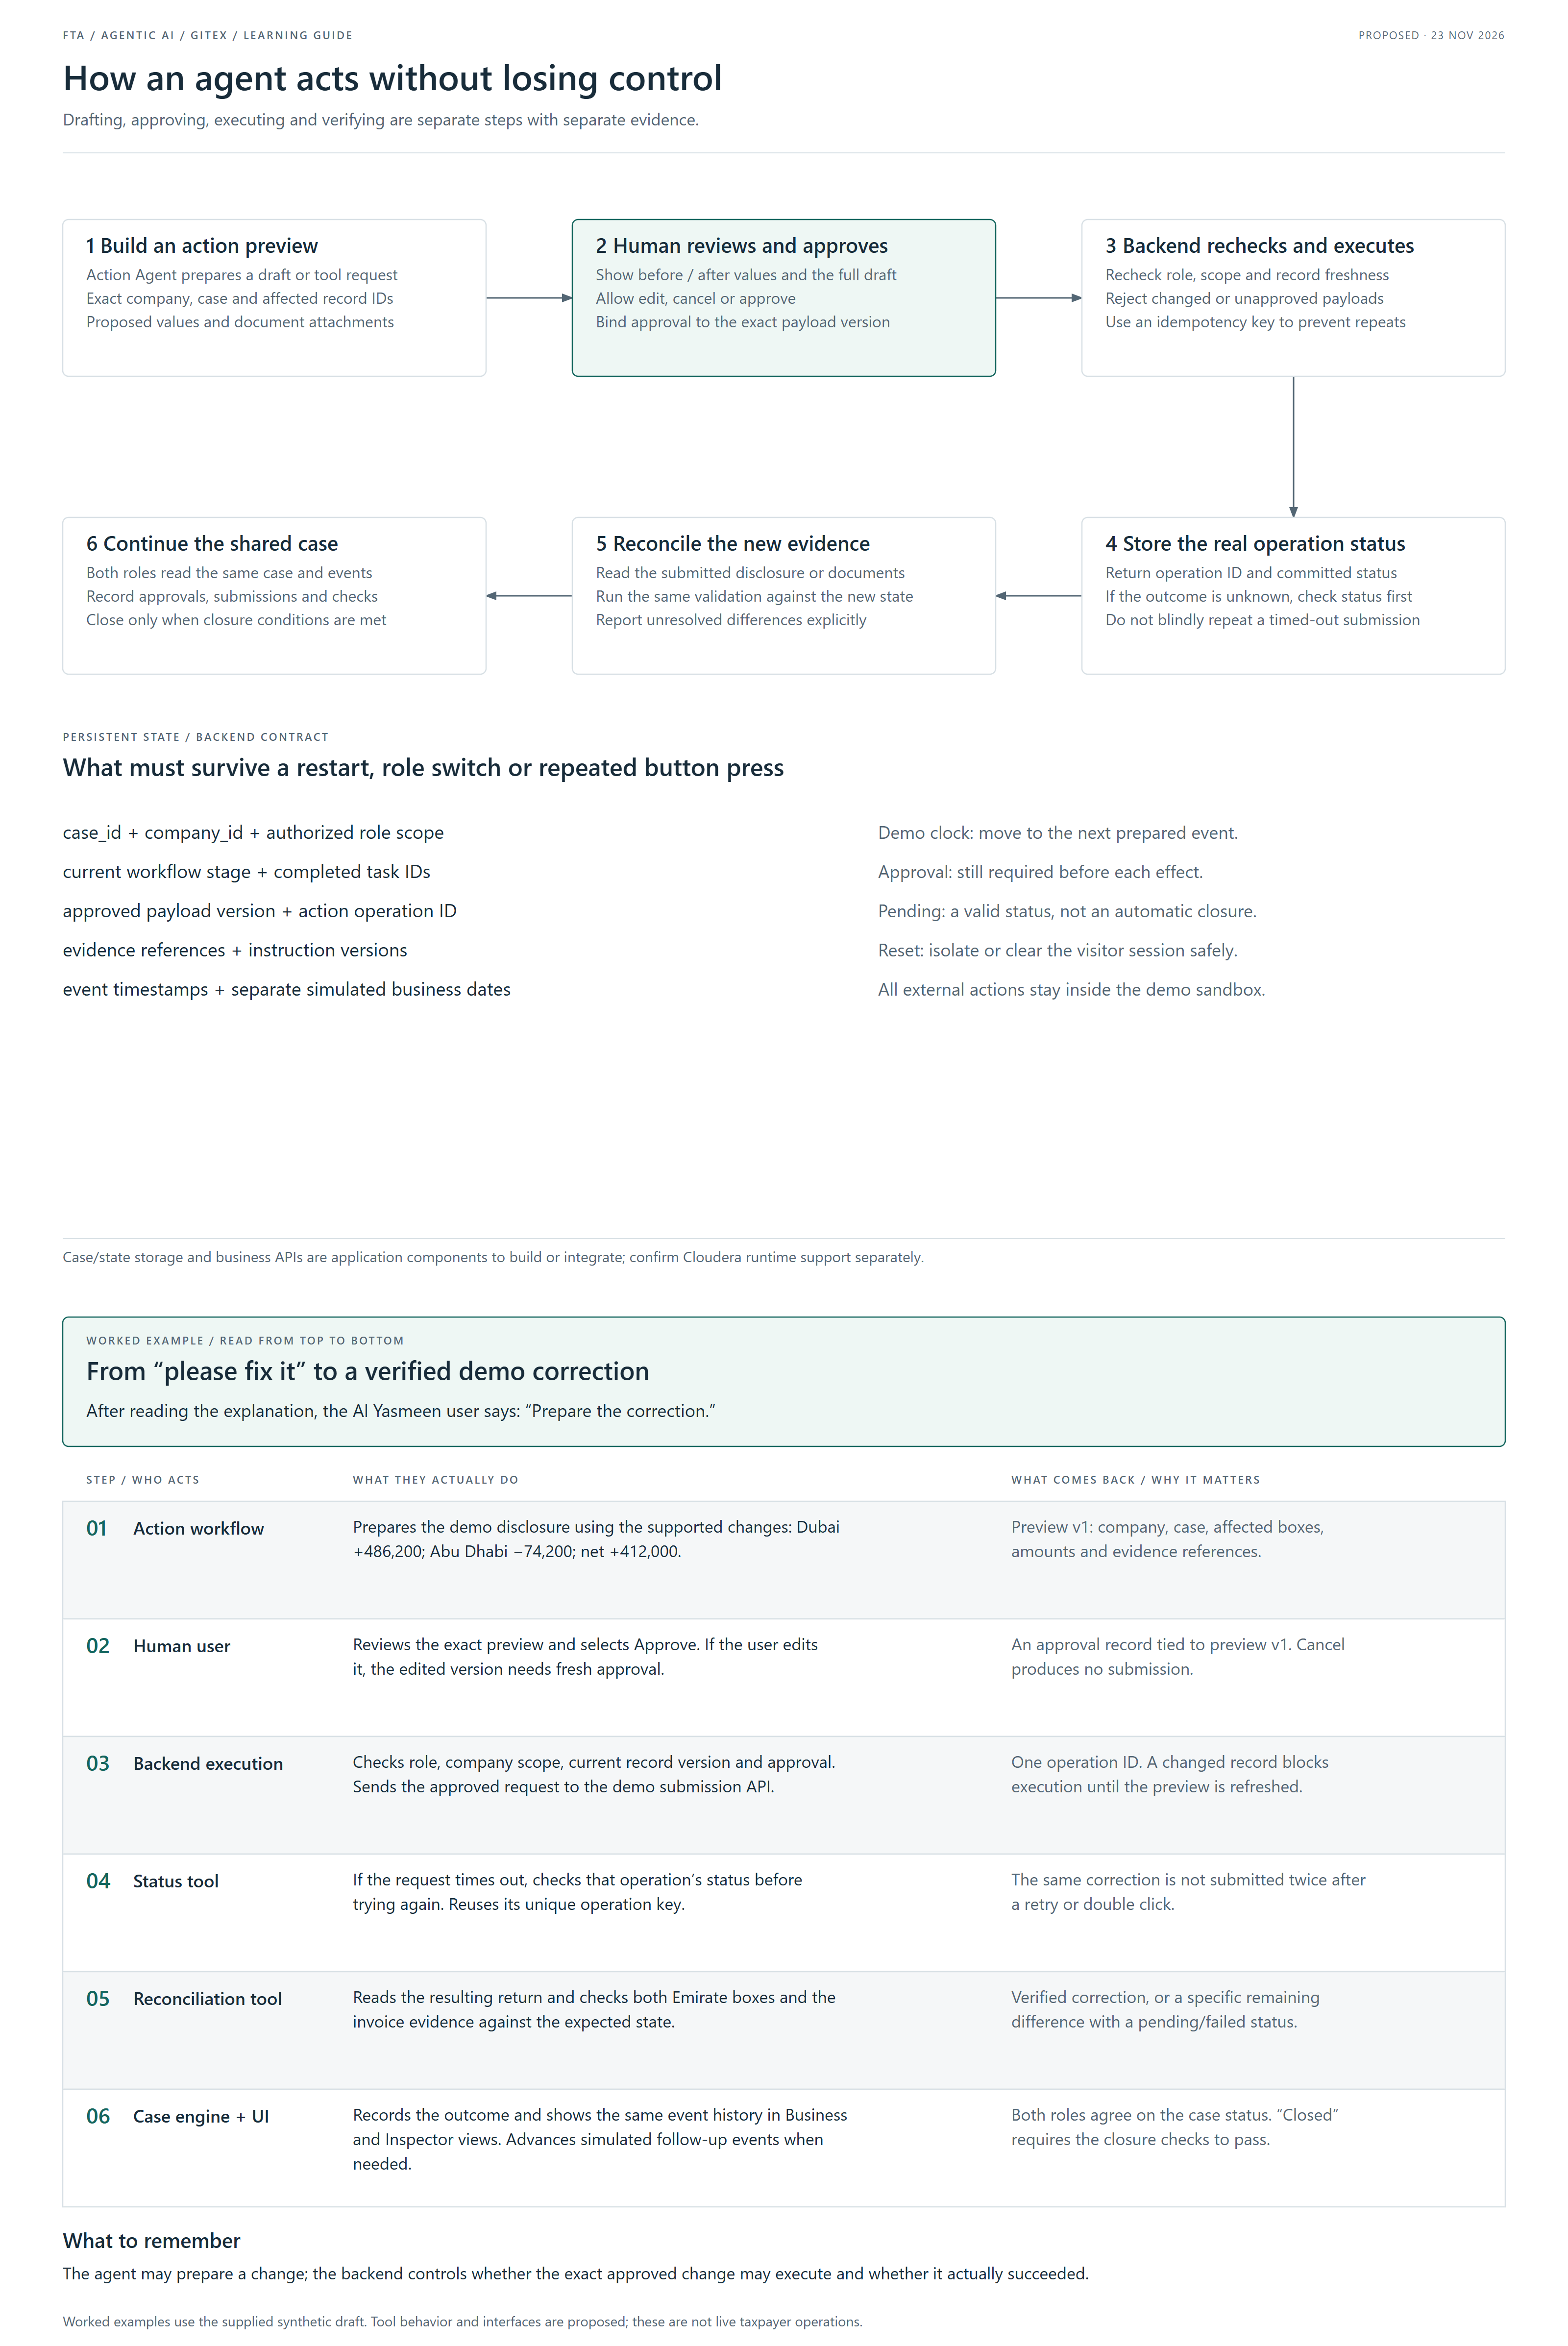 FTA / AGENTIC AI / GITEX / LEARNING GUIDE
PROPOSED · 23 NOV 2026
How an agent acts without losing control
Drafting, approving, executing and verifying are separate steps with separate evidence.
1 Build an action preview
Action Agent prepares a draft or tool request
Exact company, case and affected record IDs
Proposed values and document attachments
2 Human reviews and approves
Show before / after values and the full draft
Allow edit, cancel or approve
Bind approval to the exact payload version
3 Backend rechecks and executes
Recheck role, scope and record freshness
Reject changed or unapproved payloads
Use an idempotency key to prevent repeats
6 Continue the shared case
Both roles read the same case and events
Record approvals, submissions and checks
Close only when closure conditions are met
5 Reconcile the new evidence
Read the submitted disclosure or documents
Run the same validation against the new state
Report unresolved differences explicitly
4 Store the real operation status
Return operation ID and committed status
If the outcome is unknown, check status first
Do not blindly repeat a timed-out submission
PERSISTENT STATE / BACKEND CONTRACT
What must survive a restart, role switch or repeated button press
case_id + company_id + authorized role scope
current workflow stage + completed task IDs
approved payload version + action operation ID
evidence references + instruction versions
event timestamps + separate simulated business dates
Demo clock: move to the next prepared event.
Approval: still required before each effect.
Pending: a valid status, not an automatic closure.
Reset: isolate or clear the visitor session safely.
All external actions stay inside the demo sandbox.
Case/state storage and business APIs are application components to build or integrate; confirm Cloudera runtime support separately.
WORKED EXAMPLE / READ FROM TOP TO BOTTOM
From “please fix it” to a verified demo correction
After reading the explanation, the Al Yasmeen user says: “Prepare the correction.”
STEP / WHO ACTS
WHAT THEY ACTUALLY DO
WHAT COMES BACK / WHY IT MATTERS
01 Action workflow
Prepares the demo disclosure using the supported changes: Dubai
+486,200; Abu Dhabi −74,200; net +412,000.
Preview v1: company, case, affected boxes,
amounts and evidence references.
02 Human user
Reviews the exact preview and selects Approve. If the user edits
it, the edited version needs fresh approval.
An approval record tied to preview v1. Cancel
produces no submission.
03 Backend execution
Checks role, company scope, current record version and approval.
Sends the approved request to the demo submission API.
One operation ID. A changed record blocks
execution until the preview is refreshed.
04 Status tool
If the request times out, checks that operation’s status before
trying again. Reuses its unique operation key.
The same correction is not submitted twice after
a retry or double click.
05 Reconciliation tool
Reads the resulting return and checks both Emirate boxes and the
invoice evidence against the expected state.
Verified correction, or a specific remaining
difference with a pending/failed status.
06 Case engine + UI
Records the outcome and shows the same event history in Business
and Inspector views. Advances simulated follow-up events when
needed.
Both roles agree on the case status. “Closed”
requires the closure checks to pass.
What to remember
The agent may prepare a change; the backend controls whether the exact approved change may execute and whether it actually succeeded.
Worked examples use the supplied synthetic draft. Tool behavior and interfaces are proposed; these are not live taxpayer operations.